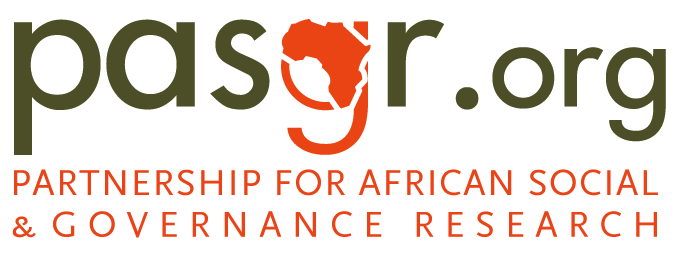 pasgr.org
PARTNERSHIP FOR AFRICAN SOCIAL
& GOVERNANCE RESEARCH